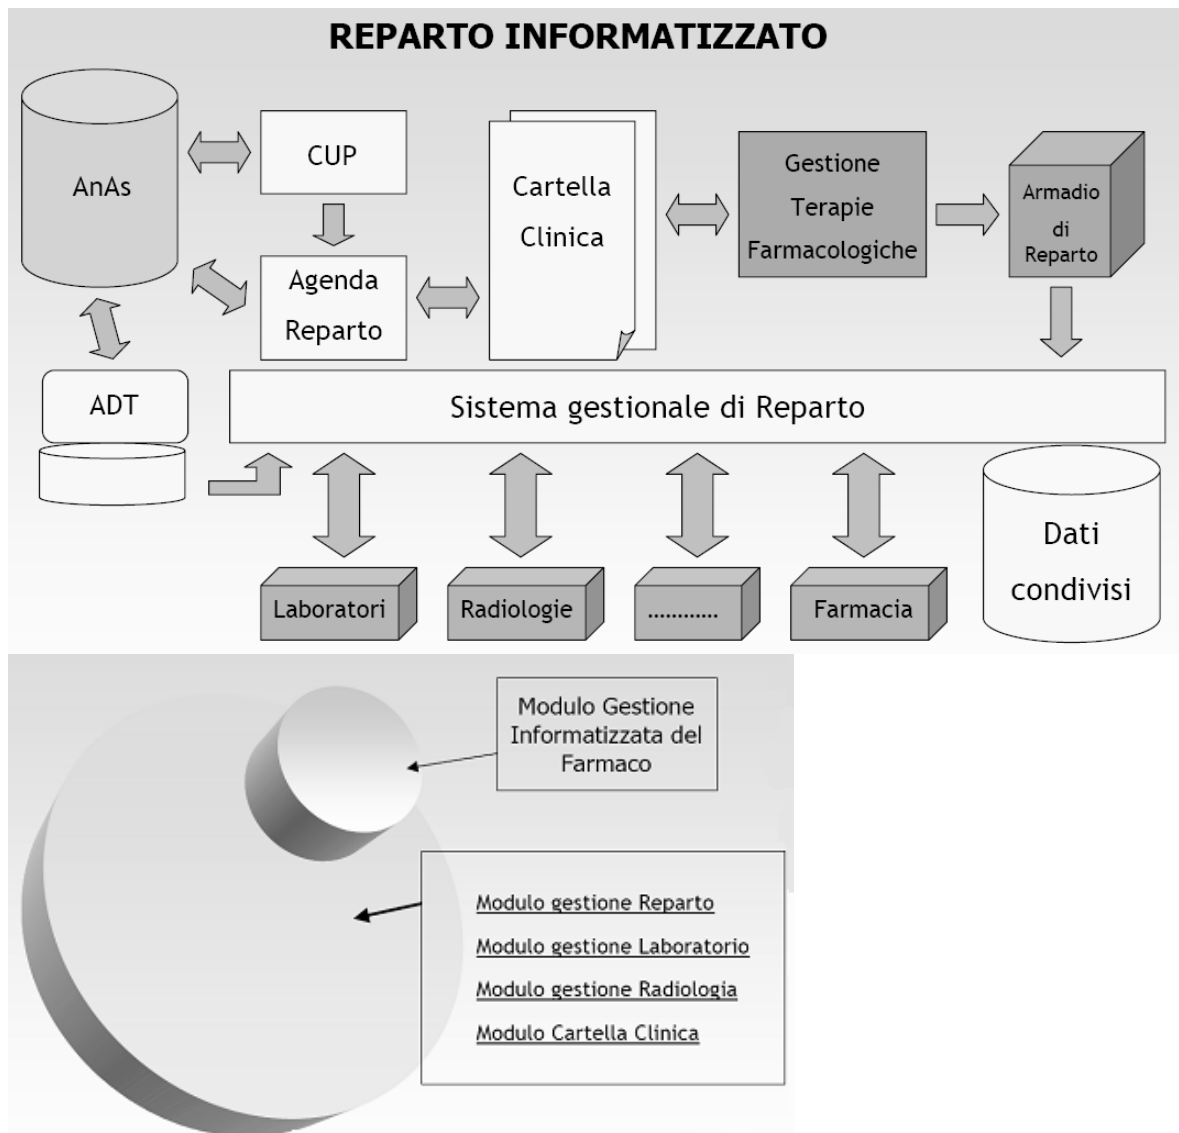 REPARTO INFORMATIZZATO
AnAs
CUP
Agenda
Reparto
Cartella
Clinica
Gestione
Terapie
Farmacologiche
Armadio
di
Reparto
ADT
Sistema gestionale di Reparto
Laboratori
Radiologie
............
Farmacia
Dati
condivisi
Modulo Gestione
Informatizzata del
Farmaco
Modulo gestione Reparto
Modulo gestione Laboratorio
Modulo gestione Radiologia
Modulo Cartella Clinica